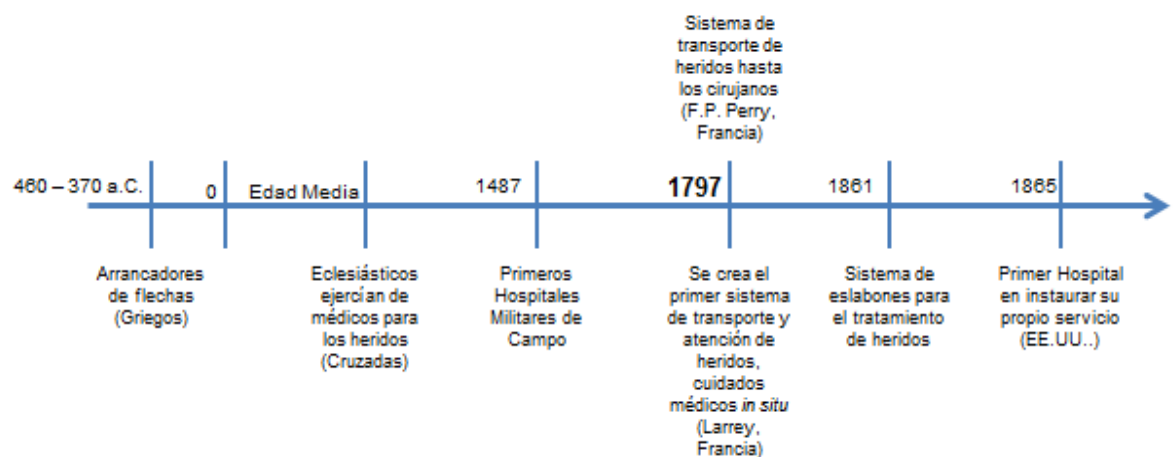 Sistema de
transporte de
heridos hasta
los cirujanos
(F.P. Perry,
Francia)
460 – 370 a.C.
0
Edad Media
1487
1797
1861
1865
Arrancadores
de flechas
(Griegos)
Eclesiásticos
ejercían de
médicos para
los heridos
(Cruzadas)
Primeros
Hospitales
Militares de
Campo
Se crea el
primer sistema
de transporte y
atención de
heridos,
cuidados
médicos in situ
(Larrey,
Francia)
Sistema de
eslabones para
el tratamiento
de heridos
Primer Hospital
en instaurar su
propio servicio
(EE.UU..)